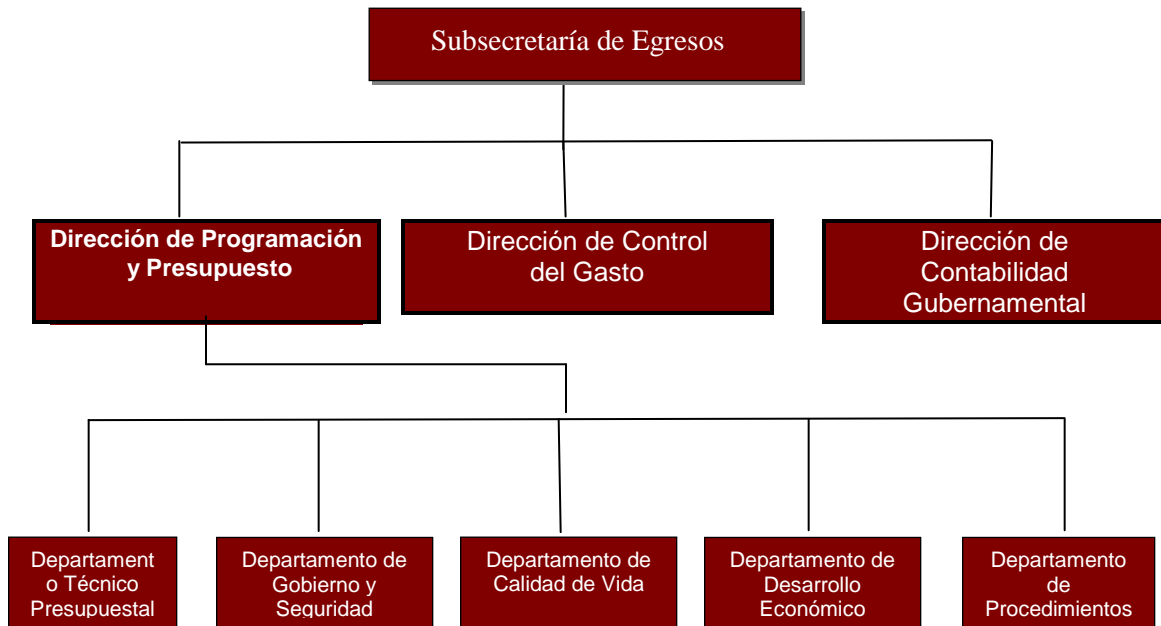 Subsecretaría de Egresos
Dirección de Programación
y Presupuesto
Dirección de Control
del Gasto
Dirección de
Contabilidad
Gubernamental
Departament
o Técnico
Presupuestal
Departamento de
Gobierno y
Seguridad
Departamento de
Calidad de Vida
Departamento de
Desarrollo
Económico
Departamento
de
Procedimientos